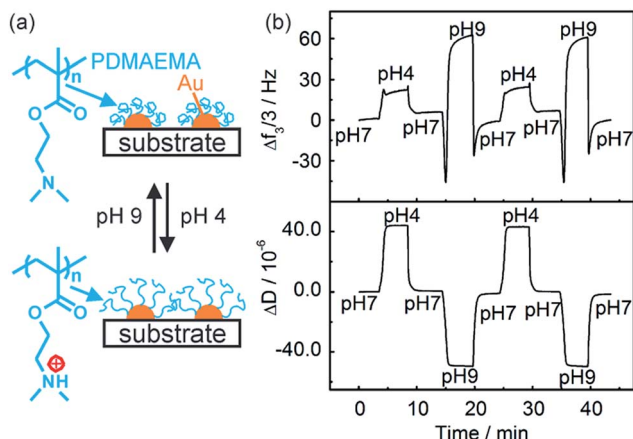 (a)
n
PDMAEMA
O
O
N
Au
substrate
pH 9
pH 4
n
O
O
⊕
NH
substrate
(b)
Δf₃/3 / Hz
60
30
0
-30
pH7
pH4
pH7
pH9
pH7
pH4
pH7
pH9
pH7
ΔD / 10⁻⁶
40.0
0.0
-40.0
pH7
pH4
pH7
pH9
pH7
pH4
pH7
pH9
pH7
0
10
20
30
40
Time / min